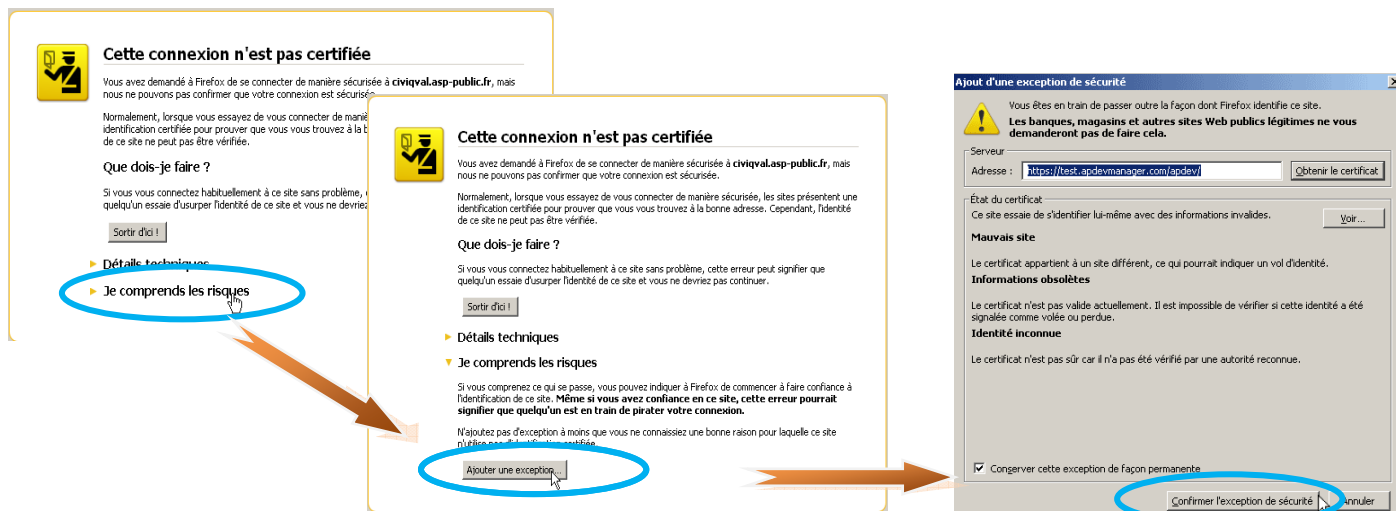 Cette connexion n'est pas certifiée
Vous avez demandé à Firefox de se connecter de manière sécurisée à civiqval.asp-public.fr, mais
nous ne pouvons pas confirmer que votre connexion est sécurisée.
Normalement, lorsque vous essayez de vous connecter de maniè
identification certifiée pour prouver que vous vous trouvez à la b
de ce site ne peut pas être vérifiée.
Que dois-je faire ?
Si vous vous connectez habituellement à ce site sans problème,
quelqu'un essaie d'usurper l'identité de ce site et vous ne devriez
Sortir d'ici !
Détails techniques
Je comprends les risques
Cette connexion n'est pas certifiée
Vous avez demandé à Firefox de se connecter de manière sécurisée à civiqval.asp-public.fr, mais
nous ne pouvons pas confirmer que votre connexion est sécurisée.
Normalement, lorsque vous essayez de vous connecter de manière sécurisée, les sites présentent une
identification certifiée pour prouver que vous vous trouvez à la bonne adresse. Cependant, l'identité
de ce site ne peut pas être vérifiée.
Que dois-je faire ?
Si vous vous connectez habituellement à ce site sans problème, cette erreur peut signifier que
quelqu'un essaie d'usurper l'identité de ce site et vous ne devriez pas continuer.
Sortir d'ici !
Détails techniques
Je comprends les risques
Si vous comprenez ce qui se passe, vous pouvez indiquer à Firefox de commencer à faire confiance à
l'identification de ce site. Même si vous avez confiance en ce site, cette erreur pourrait
signifier que quelqu'un est en train de pirater votre connexion.
N'ajoutez pas d'exception à moins que vous ne connaissiez une bonne raison pour laquelle ce site
n'utilise pas d'identification certifiée.
Ajouter une exception...
Ajout d'une exception de sécurité
Vous êtes en train de passer outre la façon dont Firefox identifie ce site.
Les banques, magasins et autres sites Web publics légitimes ne vous
demanderont pas de faire cela.
Serveur
Adresse : https://test.apdevmanager.com/apdev/ Obtenir le certificat
État du certificat
Ce site essaie de s'identifier lui-même avec des informations invalides. Voir...
Mauvais site
Le certificat appartient à un site différent, ce qui pourrait indiquer un vol d'identité.
Informations obsolètes
Le certificat n'est pas valide actuellement. Il est impossible de vérifier si cette identité a été
signalée comme volée ou perdue.
Identité inconnue
Le certificat n'est pas sûr car il n'a pas été vérifié par une autorité reconnue.
Conserver cette exception de façon permanente
Confirmer l'exception de sécurité Annuler